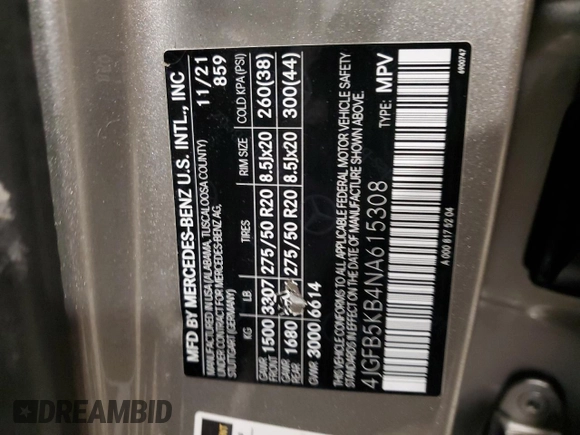 MFD BY MERCEDES-BENZ U.S. INTL., INC
MANUFACTURED IN USA (ALABAMA, TUSCALOOSA COUNTY)
UNDER CONTRACT FOR MERCEDES-BENZ AG,
STUTTGART (GERMANY)
11/21
859
KG LB TIRES RIM SIZE COLD KPA (PSI)
GAWR FRONT 1500 3307 275/50 R20 8.5Jx20 260(38)
GAWR REAR 1680 275/50 R20 8.5Jx20 300(44)
GVWR 3000 6614
THIS VEHICLE CONFORMS TO ALL APPLICABLE FEDERAL MOTOR VEHICLE SAFETY
STANDARDS IN EFFECT ON THE DATE OF MANUFACTURE SHOWN ABOVE.
4JGFB5KB4NA615308 TYPE: MPV
A 000 817 55 04
6900747
DREAMBID